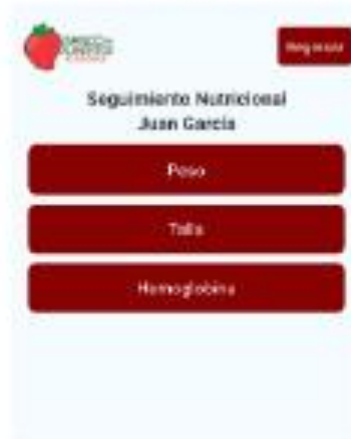 Regresar
Seguimiento Nutricional
Juan García
Peso
Talla
Hemoglobina